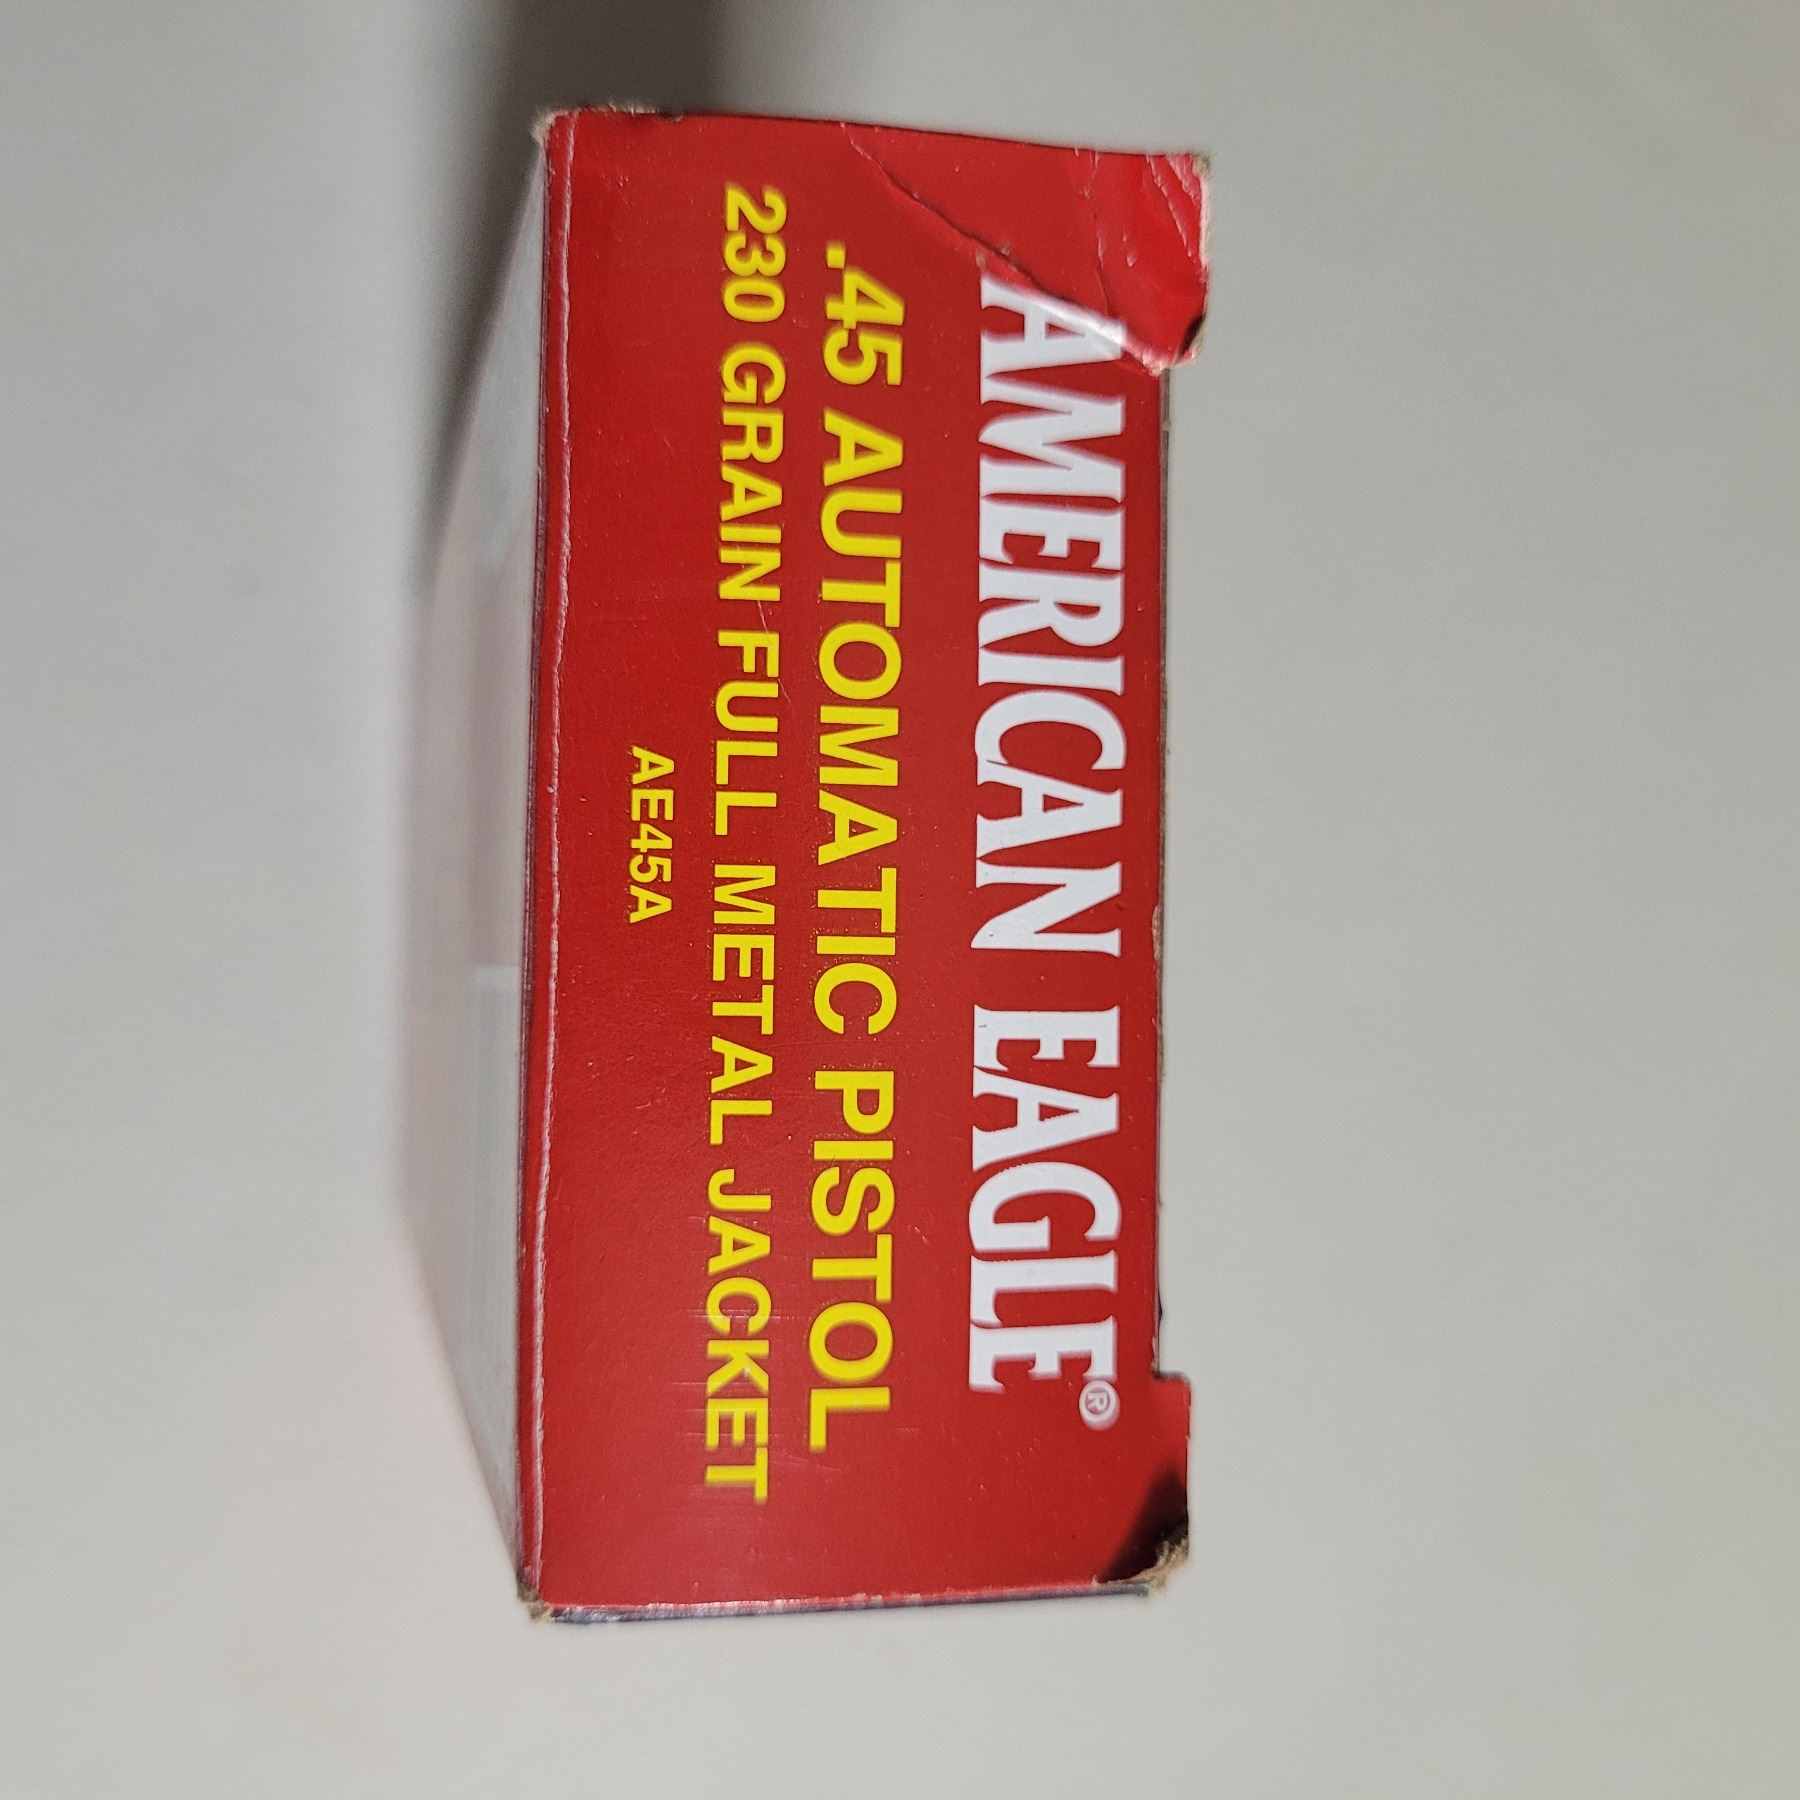 AMERICAN EAGLE®
.45 AUTOMATIC PISTOL
230 GRAIN FULL METAL JACKET
AE45A